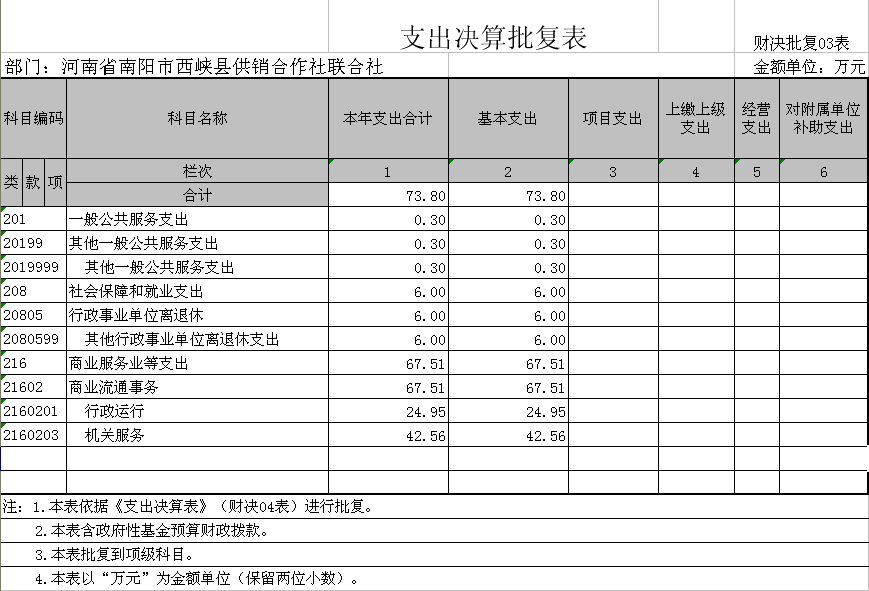 支出决算批复表
财决批复03表
部门：河南省南阳市西峡县供销合作社联合社 金额单位：万元
科目编码 科目名称 本年支出合计 基本支出 项目支出 上缴上级支出 经营支出 对附属单位补助支出
类 款 项 栏次 1 2 3 4 5 6
合计 73.80 73.80
201 一般公共服务支出 0.30 0.30
20199 其他一般公共服务支出 0.30 0.30
2019999 其他一般公共服务支出 0.30 0.30
208 社会保障和就业支出 6.00 6.00
20805 行政事业单位离退休 6.00 6.00
2080599 其他行政事业单位离退休支出 6.00 6.00
216 商业服务业等支出 67.51 67.51
21602 商业流通事务 67.51 67.51
2160201 行政运行 24.95 24.95
2160203 机关服务 42.56 42.56
注：1.本表依据《支出决算表》（财决04表）进行批复。
2.本表含政府性基金预算财政拨款。
3.本表批复到项级科目。
4.本表以“万元”为金额单位（保留两位小数）。